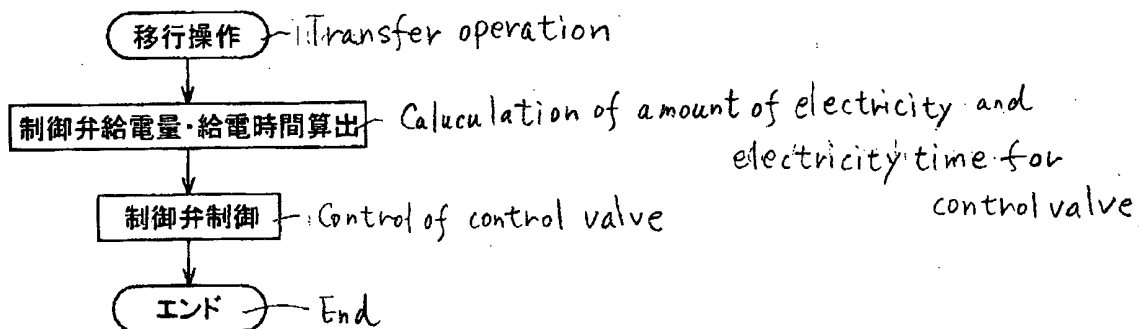 移行操作 Transfer operation
制御弁給電量・給電時間算出 Caluculation of amount of electricity and
electricity time for
control valve
制御弁制御 Control of control valve
エンド End